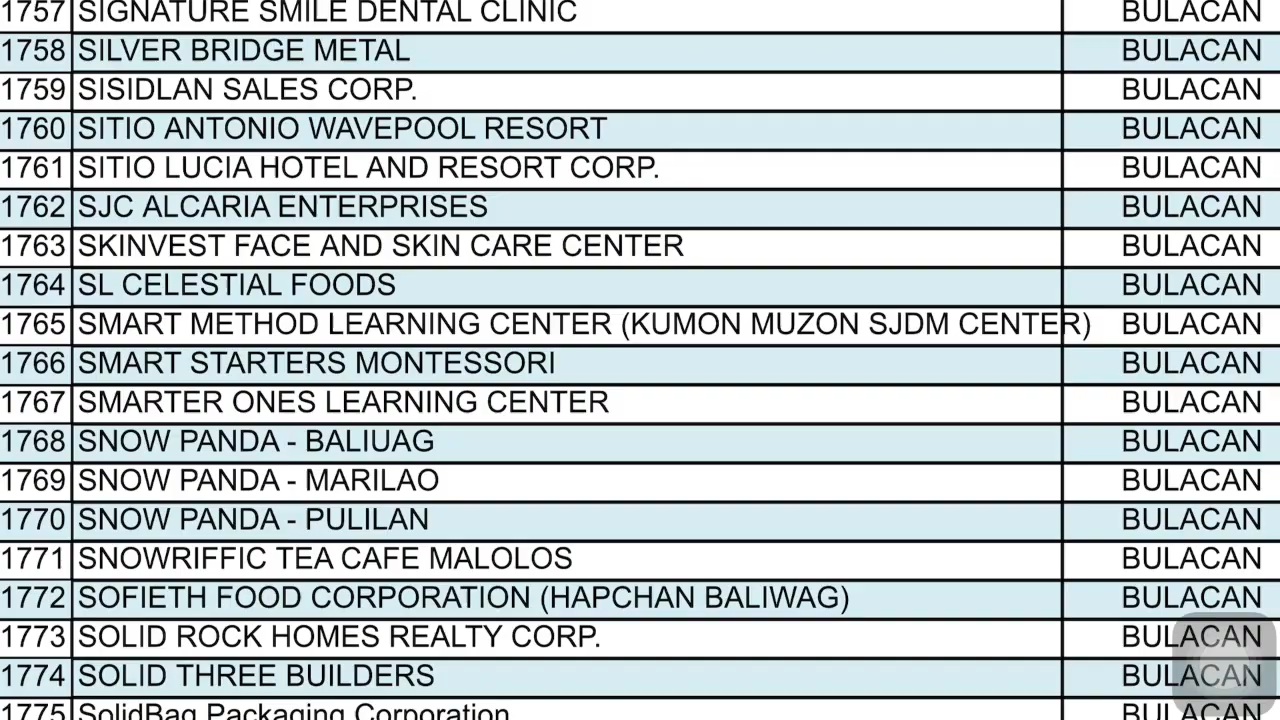 1757 SIGNATURE SMILE DENTAL CLINIC BULACAN
1758 SILVER BRIDGE METAL BULACAN
1759 SISIDLAN SALES CORP. BULACAN
1760 SITIO ANTONIO WAVEPOOL RESORT BULACAN
1761 SITIO LUCIA HOTEL AND RESORT CORP. BULACAN
1762 SJC ALCARIA ENTERPRISES BULACAN
1763 SKINVEST FACE AND SKIN CARE CENTER BULACAN
1764 SL CELESTIAL FOODS BULACAN
1765 SMART METHOD LEARNING CENTER (KUMON MUZON SJDM CENTER) BULACAN
1766 SMART STARTERS MONTESSORI BULACAN
1767 SMARTER ONES LEARNING CENTER BULACAN
1768 SNOW PANDA - BALIUAG BULACAN
1769 SNOW PANDA - MARILAO BULACAN
1770 SNOW PANDA - PULILAN BULACAN
1771 SNOWRIFFIC TEA CAFE MALOLOS BULACAN
1772 SOFIETH FOOD CORPORATION (HAPCHAN BALIWAG) BULACAN
1773 SOLID ROCK HOMES REALTY CORP. BULACAN
1774 SOLID THREE BUILDERS BULACAN
1775 SolidBag Packaging Corporation BULACAN